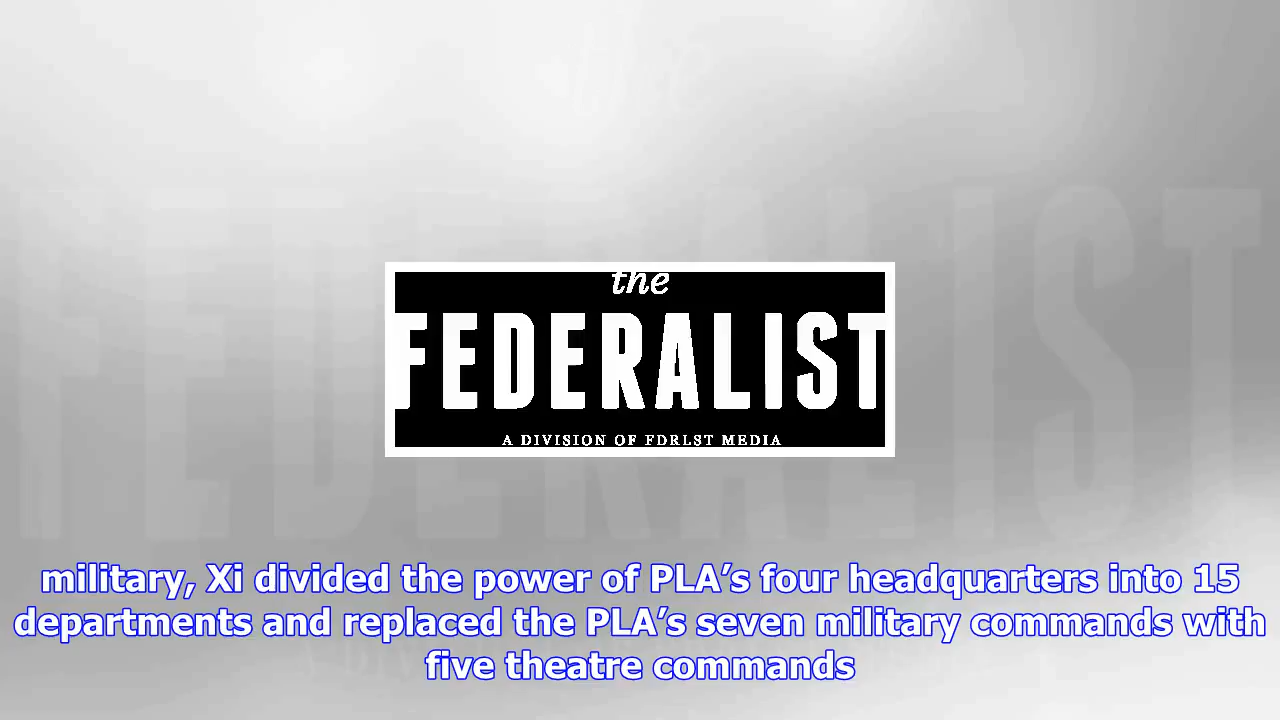 the
FEDERALIST
A DIVISION OF FDRLST MEDIA
military, Xi divided the power of PLA’s four headquarters into 15
departments and replaced the PLA’s seven military commands with
five theatre commands